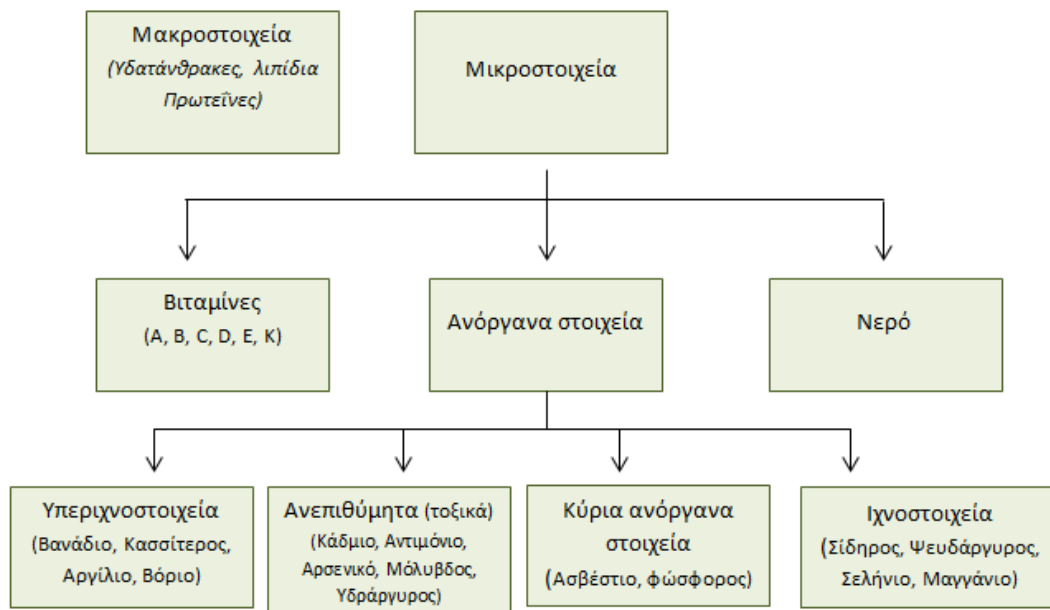 Μακροστοιχεία
(Υδατάνθρακες, λιπίδια
Πρωτεΐνες)
Μικροστοιχεία
Βιταμίνες
(A, B, C, D, E, K)
Ανόργανα στοιχεία
Νερό
Υπεριχνοστοιχεία
(Βανάδιο, Κασσίτερος,
Αργίλιο, Βόριο)
Ανεπιθύμητα (τοξικά)
(Κάδμιο, Αντιμόνιο,
Αρσενικό, Μόλυβδος,
Υδράργυρος)
Κύρια ανόργανα
στοιχεία
(Ασβέστιο, φώσφορος)
Ιχνοστοιχεία
(Σίδηρος, Ψευδάργυρος,
Σελήνιο, Μαγγάνιο)